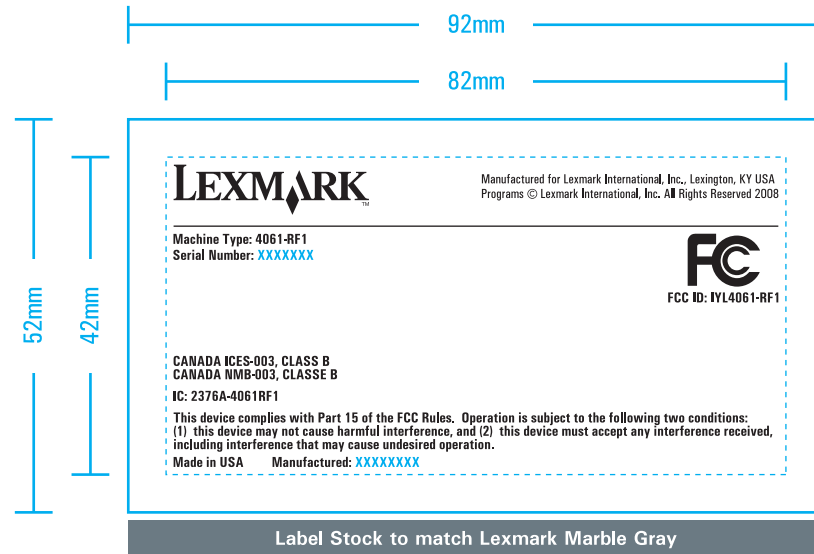 92mm
82mm
52mm
42mm
LEXMARK™
Manufactured for Lexmark International, Inc., Lexington, KY USA
Programs © Lexmark International, Inc. All Rights Reserved 2008
Machine Type: 4061-RF1
Serial Number: XXXXXXX
FC
FCC ID: IYL4061-RF1
CANADA ICES-003, CLASS B
CANADA NMB-003, CLASSE B
IC: 2376A-4061RF1
This device complies with Part 15 of the FCC Rules. Operation is subject to the following two conditions:
(1) this device may not cause harmful interference, and (2) this device must accept any interference received,
including interference that may cause undesired operation.
Made in USA Manufactured: XXXXXXXX
Label Stock to match Lexmark Marble Gray